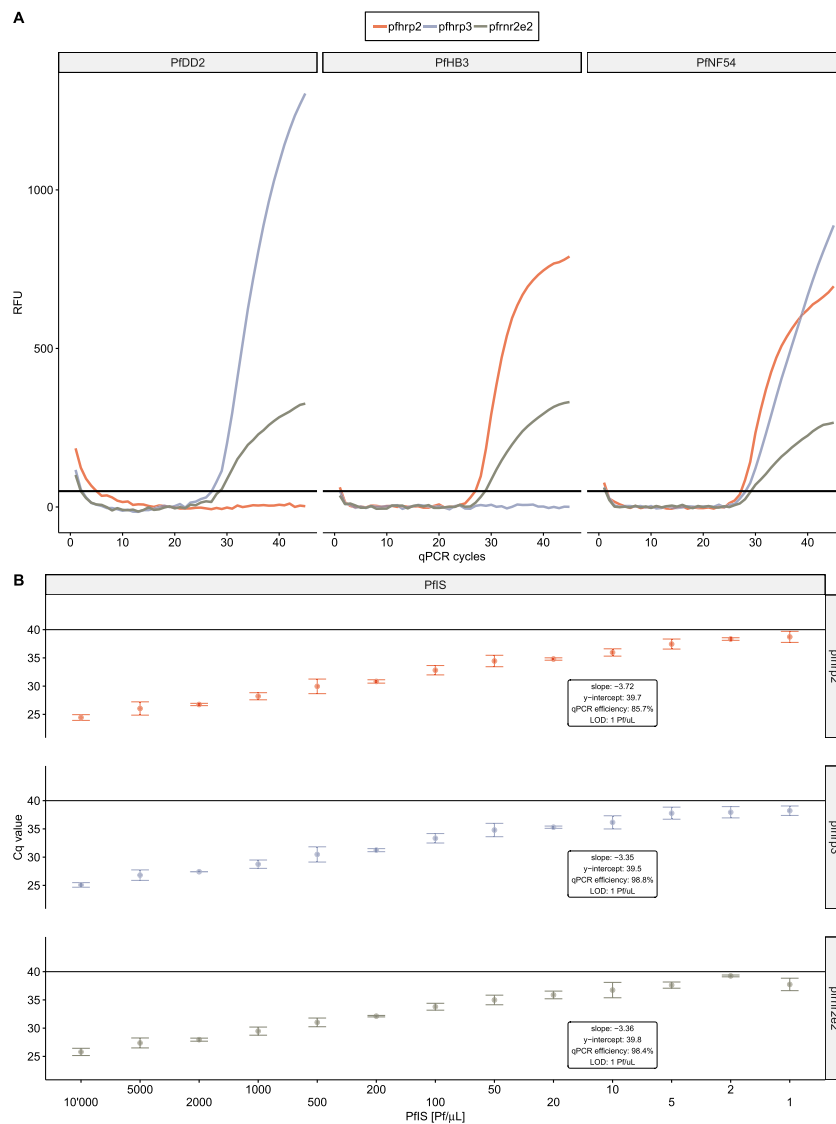 A
pfhrp2 pfhrp3 pfrnr2e2
PfDD2 PfHB3 PfNF54
1000
500
0
RFU
0 10 20 30 40 0 10 20 30 40 0 10 20 30 40
qPCR cycles
B
PfIS
40
35
30
25
pfhrp2
slope: −3.72
y−intercept: 39.7
qPCR efficiency: 85.7%
LOD: 1 Pf/uL
Cq value
40
35
30
25
pfhrp3
slope: −3.35
y−intercept: 39.5
qPCR efficiency: 98.8%
LOD: 1 Pf/uL
40
35
30
25
pfrnr2e2
slope: −3.36
y−intercept: 39.8
qPCR efficiency: 98.4%
LOD: 1 Pf/uL
5000 1000 200 50 10 2
10'000 2000 500 100 20 5 1
PfIS [Pf/µL]